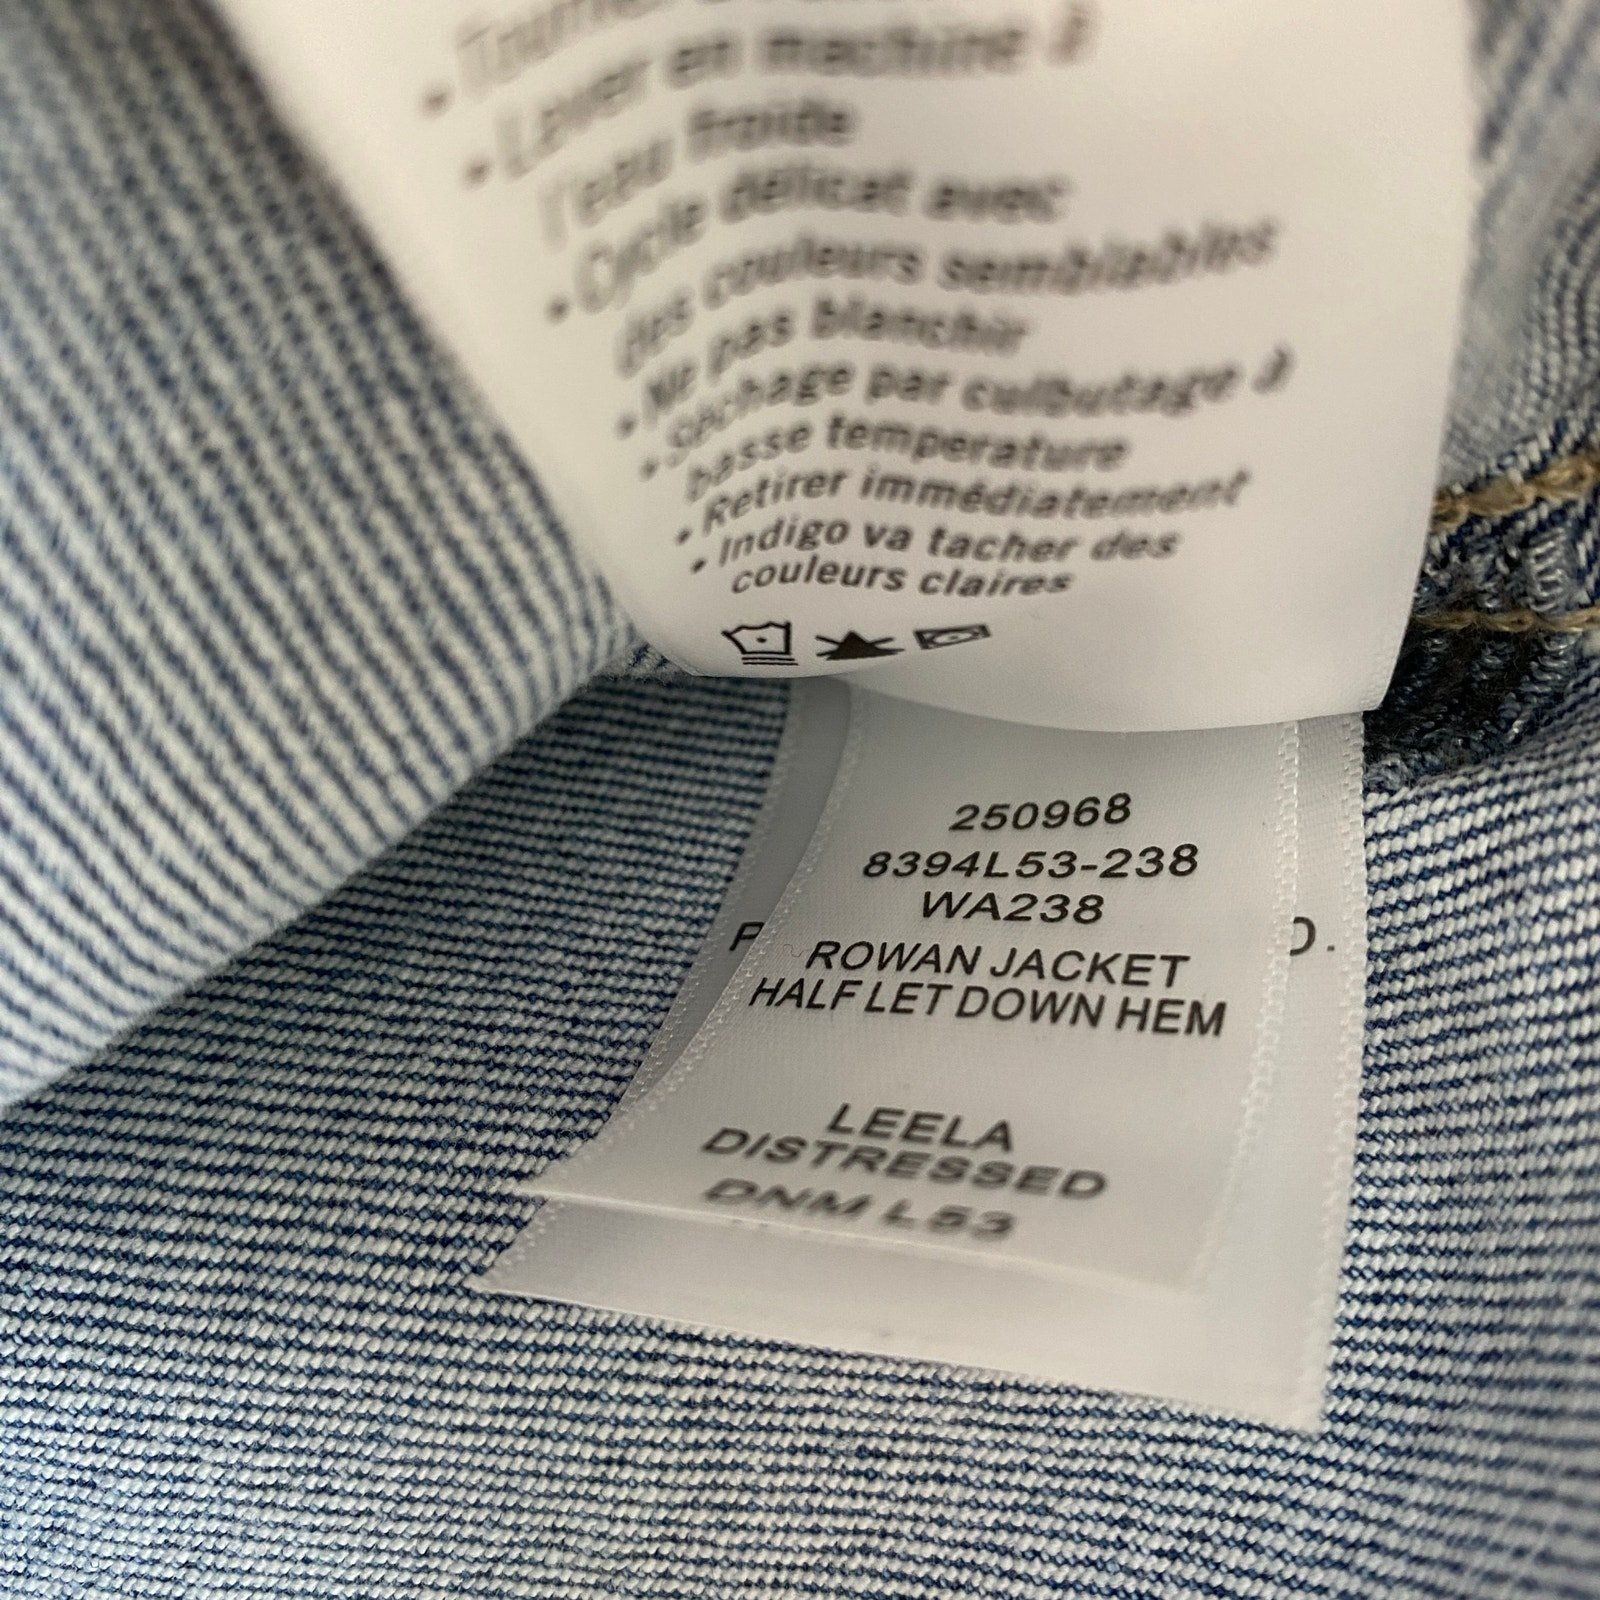 • Laver en machine à
l'eau froide
• Cycle délicat avec
des couleurs semblables
• Ne pas blanchir
• Séchage par culbutage à
basse temperature
• Retirer immédiatement
• Indigo va tacher des
couleurs claires
250968
8394L53-238
WA238
ROWAN JACKET
HALF LET DOWN HEM
LEELA
DISTRESSED
DNM L53